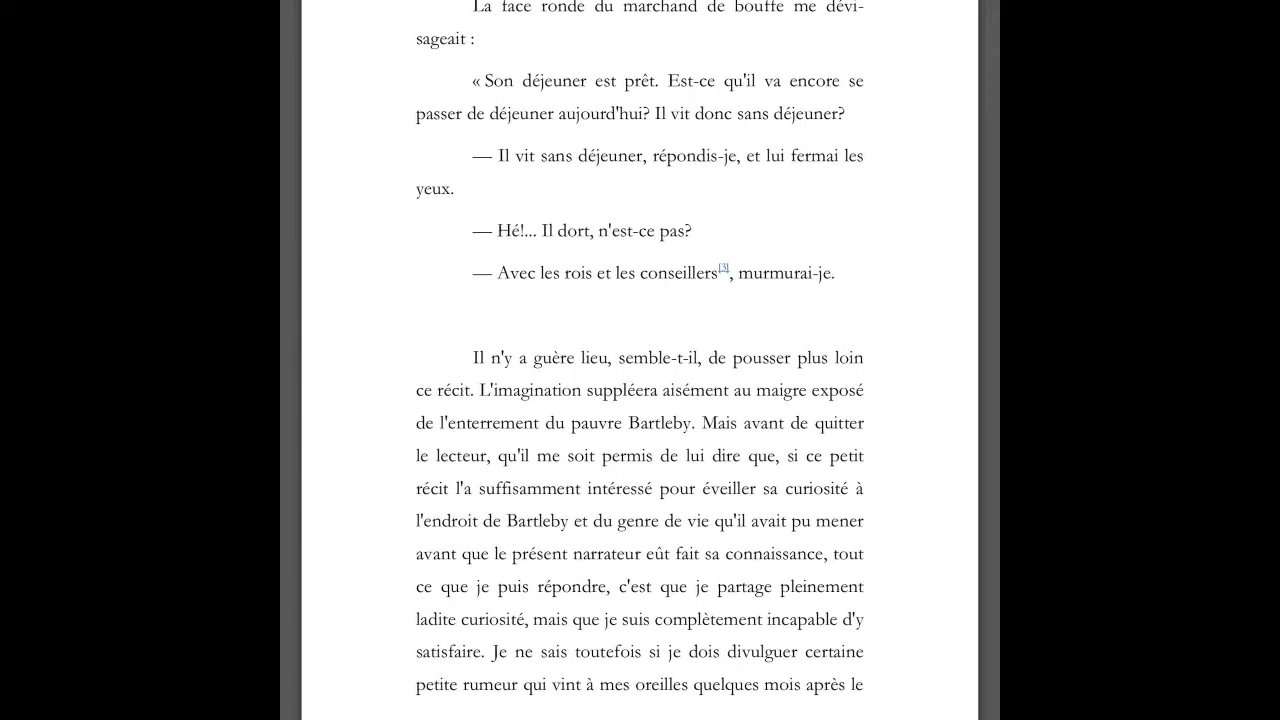 La face ronde du marchand de bouffe me dévi-
sageait :
« Son déjeuner est prêt. Est-ce qu'il va encore se
passer de déjeuner aujourd'hui? Il vit donc sans déjeuner?
— Il vit sans déjeuner, répondis-je, et lui fermai les
yeux.
— Hé!... Il dort, n'est-ce pas?
— Avec les rois et les conseillers[3], murmurai-je.
Il n'y a guère lieu, semble-t-il, de pousser plus loin
ce récit. L'imagination suppléera aisément au maigre exposé
de l'enterrement du pauvre Bartleby. Mais avant de quitter
le lecteur, qu'il me soit permis de lui dire que, si ce petit
récit l'a suffisamment intéressé pour éveiller sa curiosité à
l'endroit de Bartleby et du genre de vie qu'il avait pu mener
avant que le présent narrateur eût fait sa connaissance, tout
ce que je puis répondre, c'est que je partage pleinement
ladite curiosité, mais que je suis complètement incapable d'y
satisfaire. Je ne sais toutefois si je dois divulguer certaine
petite rumeur qui vint à mes oreilles quelques mois après le